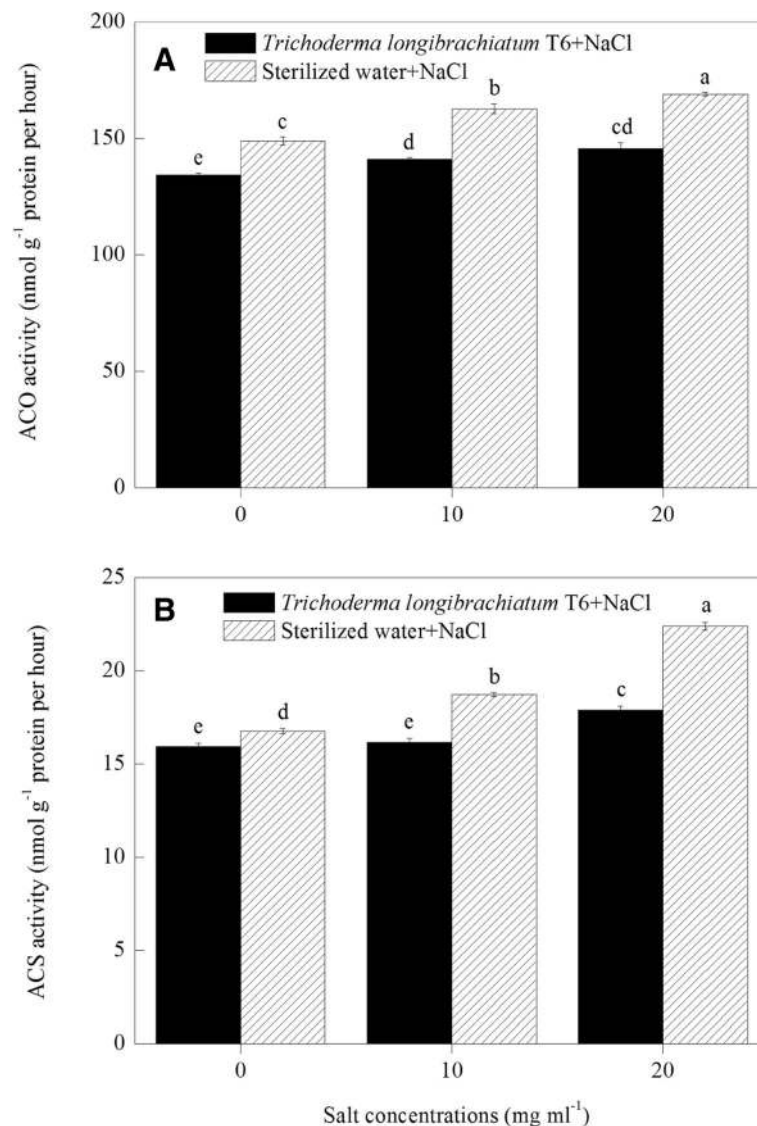 200
150
100
50
0
ACO activity (nmol g⁻¹ protein per hour)
A
Trichoderma longibrachiatum T6+NaCl
Sterilized water+NaCl
e
c
d
b
cd
a
0
10
20
25
20
15
10
5
0
ACS activity (nmol g⁻¹ protein per hour)
B
Trichoderma longibrachiatum T6+NaCl
Sterilized water+NaCl
e
d
e
b
c
a
0
10
20
Salt concentrations (mg ml⁻¹)